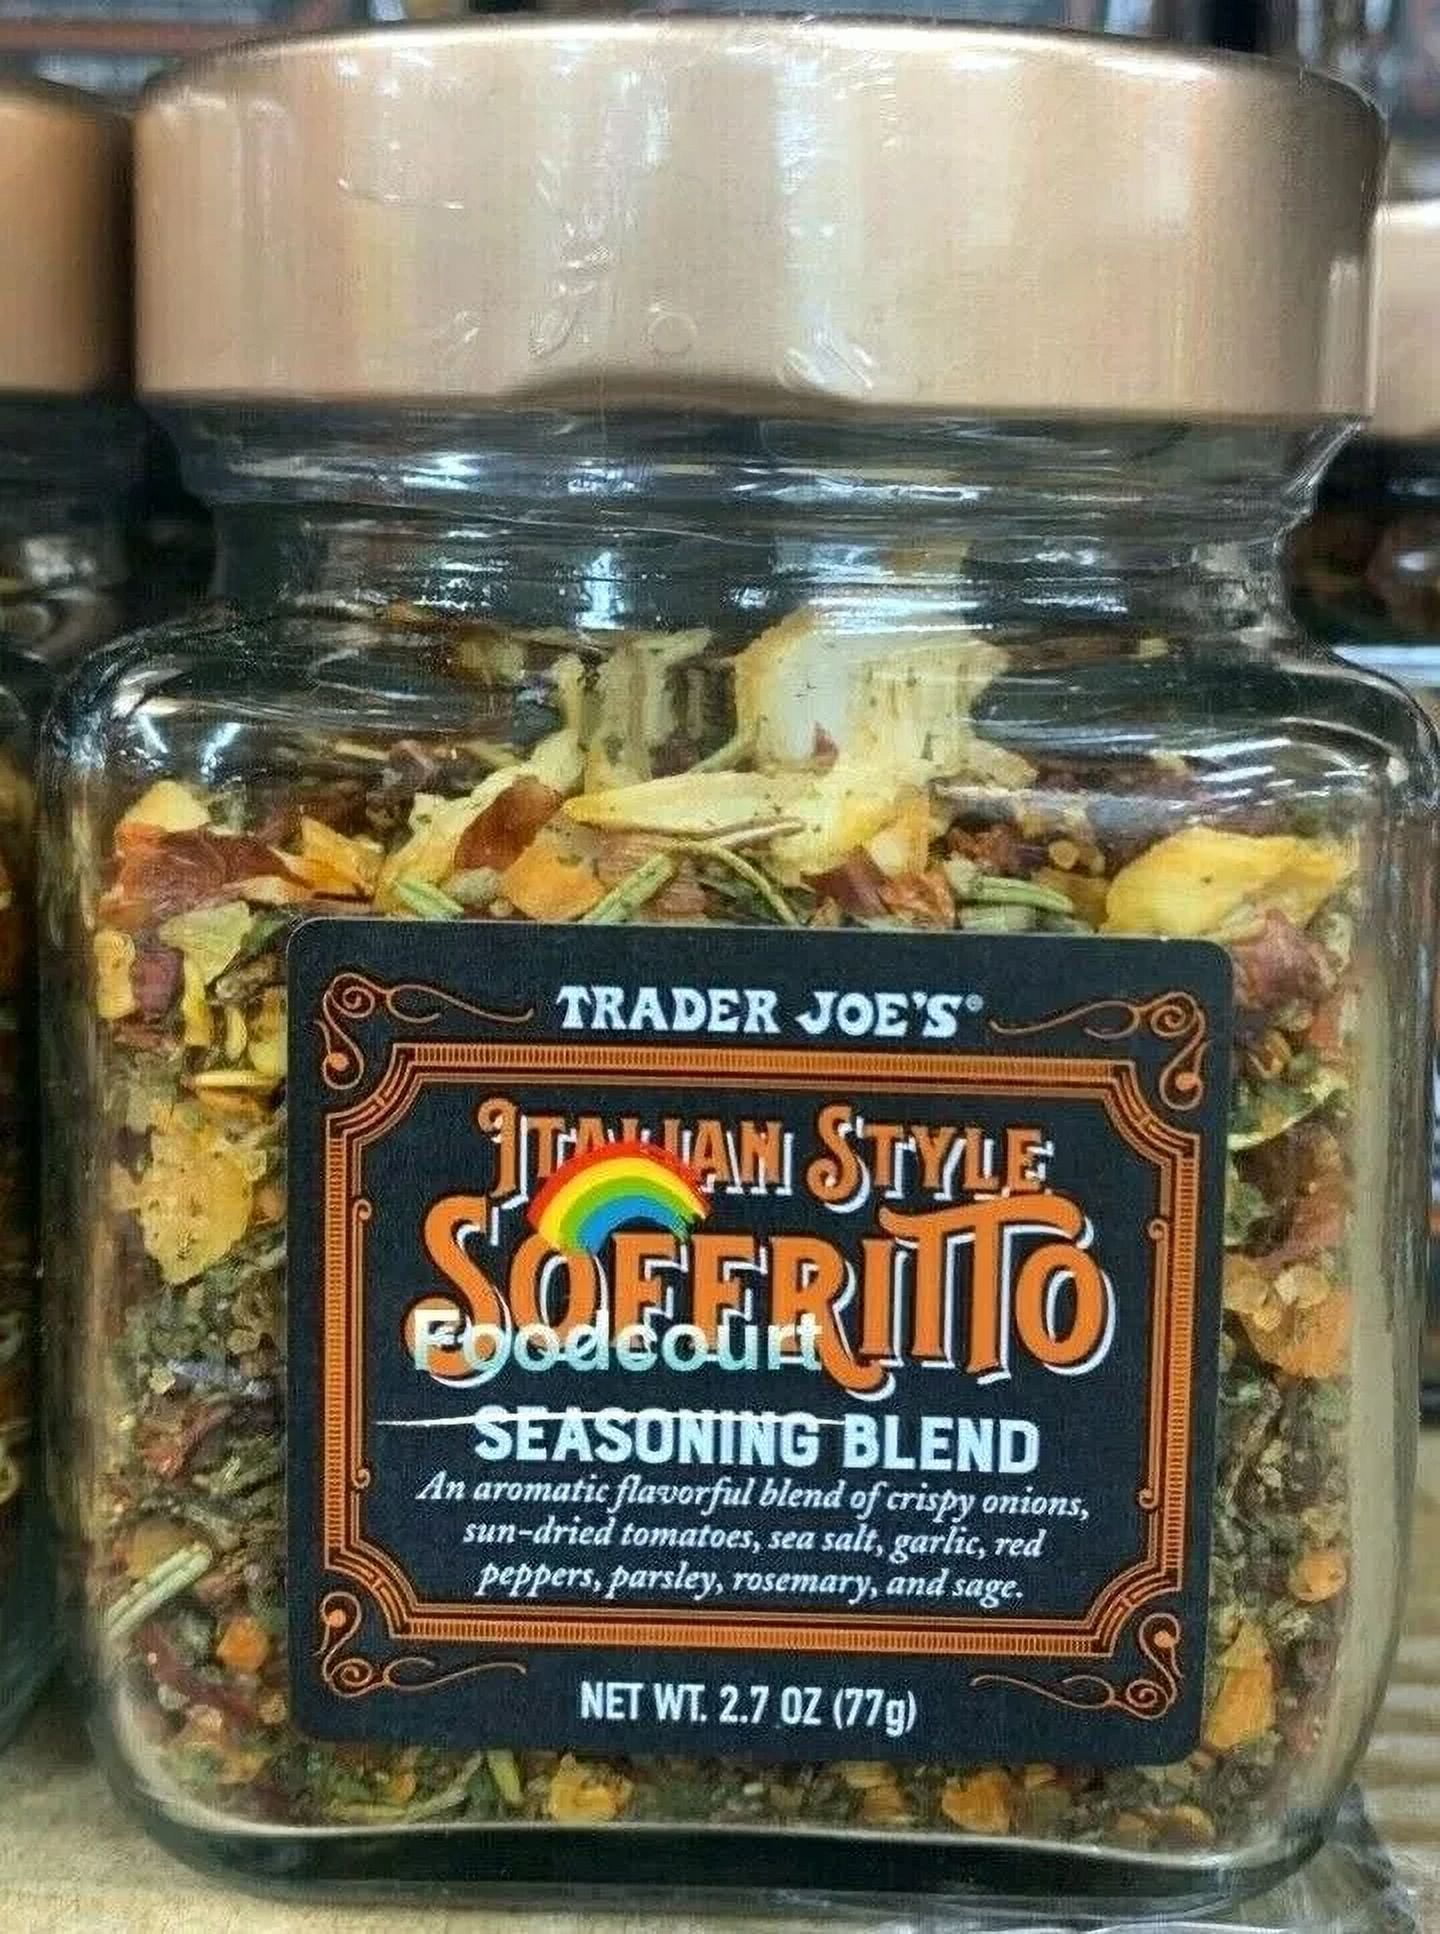 TRADER JOE'S®
ITALIAN STYLE
SOFFRITTO
Foodcourt
SEASONING BLEND
An aromatic flavorful blend of crispy onions,
sun-dried tomatoes, sea salt, garlic, red
peppers, parsley, rosemary, and sage.
NET WT. 2.7 OZ (77g)